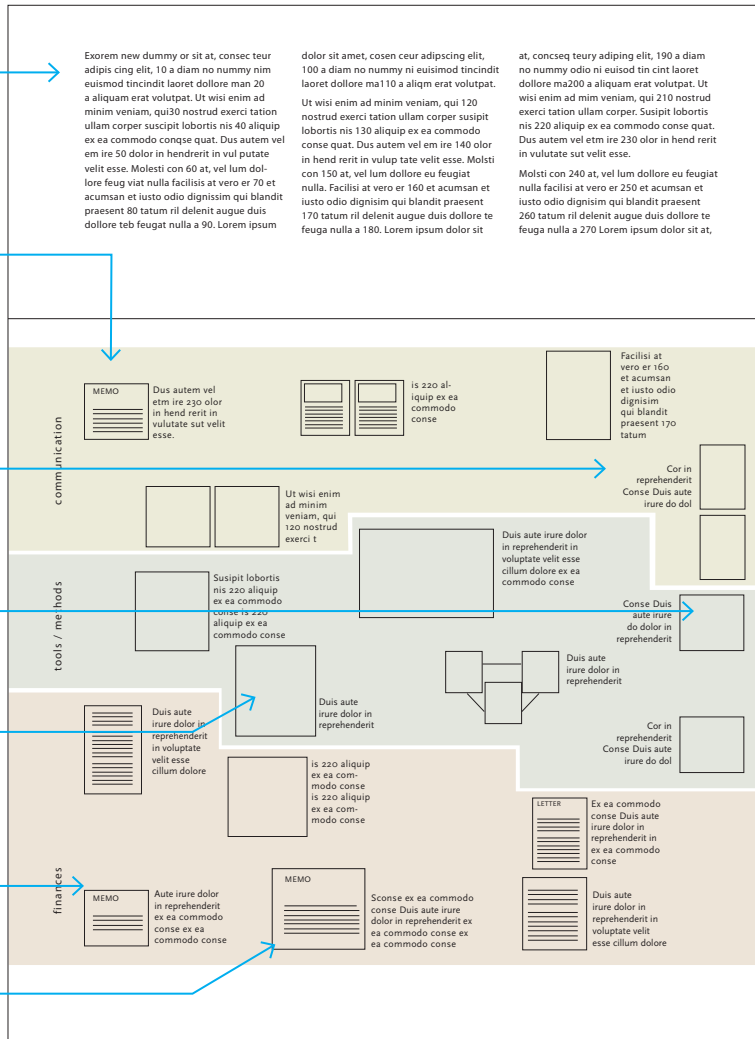 Exorem new dummy or sit at, consec teur
adipis cing elit, 10 a diam no nummy nim
euismod tincindit laoret dollore man 20
a aliquam erat volutpat. Ut wisi enim ad
minim veniam, qui30 nostrud exerci tation
ullam corper suscipit lobortis nis 40 aliquip
ex ea commodo conqse quat. Dus autem vel
em ire 50 dolor in hendrerit in vul putate
velit esse. Molesti con 60 at, vel lum dol-
lore feug viat nulla facilisis at vero er 70 et
acumsan et iusto odio dignissim qui blandit
praesent 80 tatum ril delenit augue duis
dollore teb feugat nulla a 90. Lorem ipsum
dolor sit amet, cosen ceur adipscing elit,
100 a diam no nummy ni euisimod tincindit
laoret dollore ma110 a aliqm erat volutpat.
Ut wisi enim ad minim veniam, qui 120
nostrud exerci tation ullam corper susipit
lobortis nis 130 aliquip ex ea commodo
conse quat. Dus autem vel em ire 140 olor
in hend rerit in vulup tate velit esse. Molsti
con 150 at, vel lum dollore eu feugiat
nulla. Facilisi at vero er 160 et acumsan et
iusto odio dignisim qui blandit praesent
170 tatum ril delenit augue duis dollore te
feuga nulla a 180. Lorem ipsum dolor sit
at, concseq teury adiping elit, 190 a diam
no nummy odio ni euisod tin cint laoret
dollore ma200 a aliquam erat volutpat. Ut
wisi enim ad mim veniam, qui 210 nostrud
exerci tation ullam corper. Susipit lobortis
nis 220 aliquip ex ea commodo conse quat.
Dus autem vel etm ire 230 olor in hend rerit
in vulutate sut velit esse.
Molsti con 240 at, vel lum dollore eu feugiat
nulla facilisi at vero er 250 et acumsan et
iusto odio dignisim qui blandit praesent
260 tatum ril delenit augue duis dollore te
feuga nulla a 270 Lorem ipsum dolor sit at,
communication
MEMO
Dus autem vel
etm ire 230 olor
in hend rerit in
vulutate sut velit
esse.
is 220 al-
iquip ex ea
commodo
conse
Facilisi at
vero er 160
et acumsan
et iusto odio
dignisim
qui blandit
praesent 170
tatum
Cor in
reprehenderit
Conse Duis aute
irure do dol
Ut wisi enim
ad minim
veniam, qui
120 nostrud
exerci t
tools / methods
Duis aute irure dolor
in reprehenderit in
voluptate velit esse
cillum dolore ex ea
commodo conse
Susipit lobortis
nis 220 aliquip
ex ea commodo
conse is 220
aliquip ex ea
commodo conse
Conse Duis
aute irure
do dolor in
reprehenderit
Duis aute
irure dolor in
reprehenderit
Duis aute
irure dolor in
reprehenderit
Cor in
reprehenderit
Conse Duis aute
irure do dol
finances
Duis aute
irure dolor in
reprehenderit
in voluptate
velit esse
cillum dolore
is 220 aliquip
ex ea com-
modo conse
is 220 aliquip
ex ea com-
modo conse
LETTER
Ex ea commodo
conse Duis aute
irure dolor in
reprehenderit in
ex ea commodo
conse
MEMO
Aute irure dolor
in reprehenderit
ex ea commodo
conse ex ea
commodo conse
MEMO
Sconse ex ea commodo
conse Duis aute irure
dolor in reprehenderit ex
ea commodo conse ex
ea commodo conse
Duis aute
irure dolor in
reprehenderit in
voluptate velit
esse cillum dolore